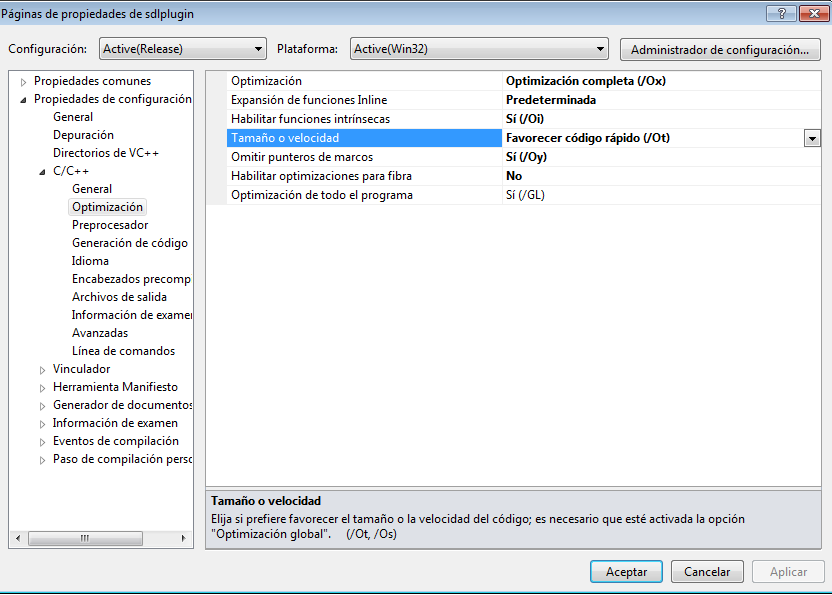 Páginas de propiedades de sdlplugin
Configuración: Active(Release) Plataforma: Active(Win32) Administrador de configuración...
Propiedades comunes
Propiedades de configuración
General
Depuración
Directorios de VC++
C/C++
General
Optimización
Preprocesador
Generación de código
Idioma
Encabezados precomp
Archivos de salida
Información de examen
Avanzadas
Línea de comandos
Vinculador
Herramienta Manifiesto
Generador de documentos
Información de examen
Eventos de compilación
Paso de compilación perso
Optimización Optimización completa (/Ox)
Expansión de funciones Inline Predeterminada
Habilitar funciones intrínsecas Sí (/Oi)
Tamaño o velocidad Favorecer código rápido (/Ot)
Omitir punteros de marcos Sí (/Oy)
Habilitar optimizaciones para fibra No
Optimización de todo el programa Sí (/GL)
Tamaño o velocidad
Elija si prefiere favorecer el tamaño o la velocidad del código; es necesario que esté activada la opción
"Optimización global". (/Ot, /Os)
Aceptar Cancelar Aplicar